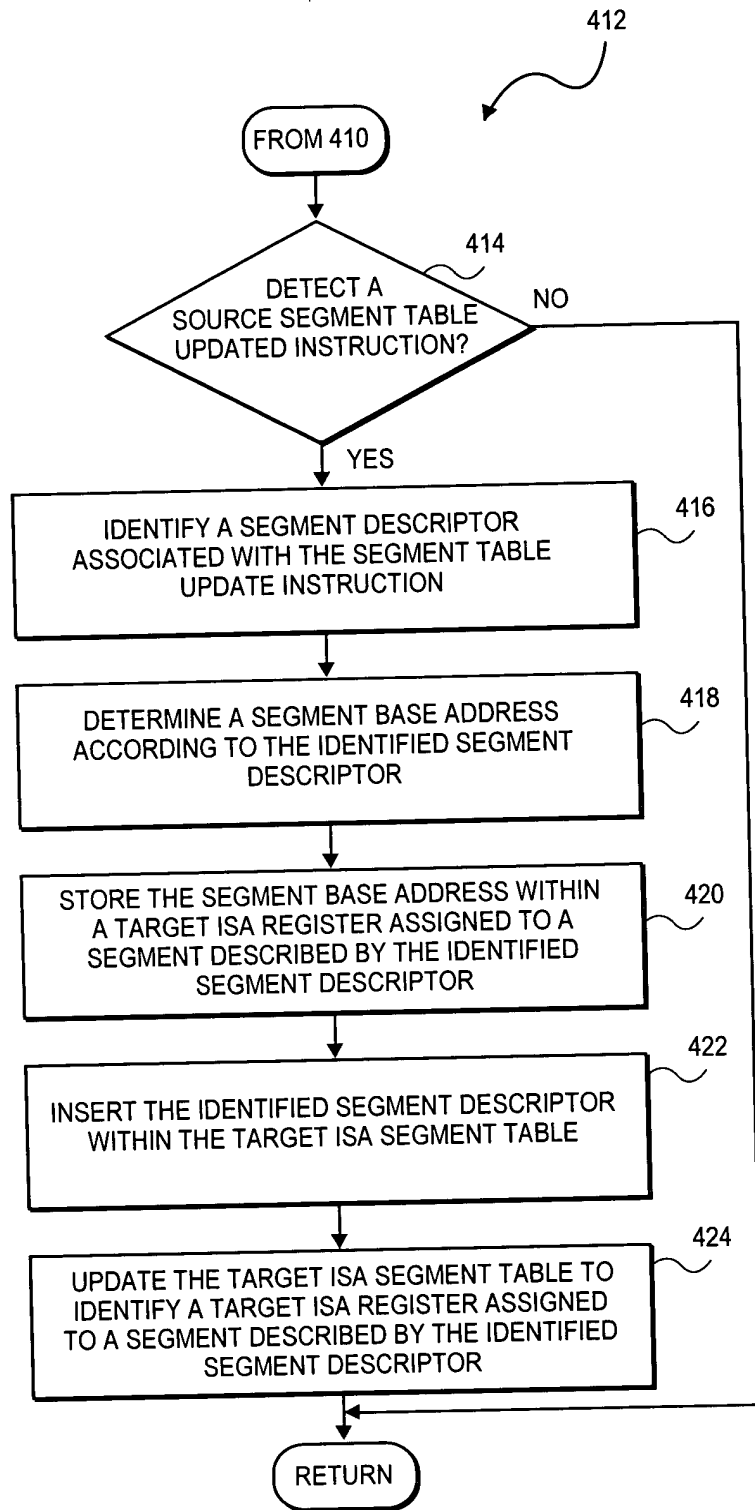 412
FROM 410
414
DETECT A
SOURCE SEGMENT TABLE
UPDATED INSTRUCTION?
NO
YES
IDENTIFY A SEGMENT DESCRIPTOR
ASSOCIATED WITH THE SEGMENT TABLE
UPDATE INSTRUCTION
416
DETERMINE A SEGMENT BASE ADDRESS
ACCORDING TO THE IDENTIFIED SEGMENT
DESCRIPTOR
418
STORE THE SEGMENT BASE ADDRESS WITHIN
A TARGET ISA REGISTER ASSIGNED TO A
SEGMENT DESCRIBED BY THE IDENTIFIED
SEGMENT DESCRIPTOR
420
INSERT THE IDENTIFIED SEGMENT DESCRIPTOR
WITHIN THE TARGET ISA SEGMENT TABLE
422
UPDATE THE TARGET ISA SEGMENT TABLE TO
IDENTIFY A TARGET ISA REGISTER ASSIGNED
TO A SEGMENT DESCRIBED BY THE IDENTIFIED
SEGMENT DESCRIPTOR
424
RETURN